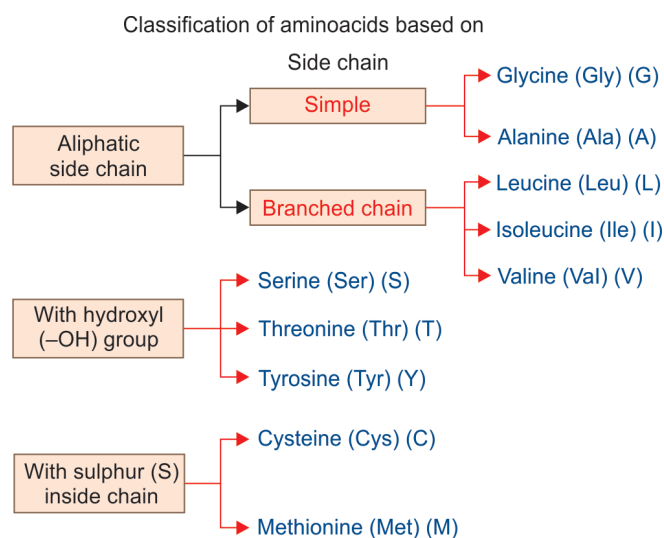 Classification of aminoacids based on
Side chain
Aliphatic
side chain
Simple
Glycine (Gly) (G)
Alanine (Ala) (A)
Branched chain
Leucine (Leu) (L)
Isoleucine (Ile) (I)
Valine (Val) (V)
With hydroxyl
(–OH) group
Serine (Ser) (S)
Threonine (Thr) (T)
Tyrosine (Tyr) (Y)
With sulphur (S)
inside chain
Cysteine (Cys) (C)
Methionine (Met) (M)